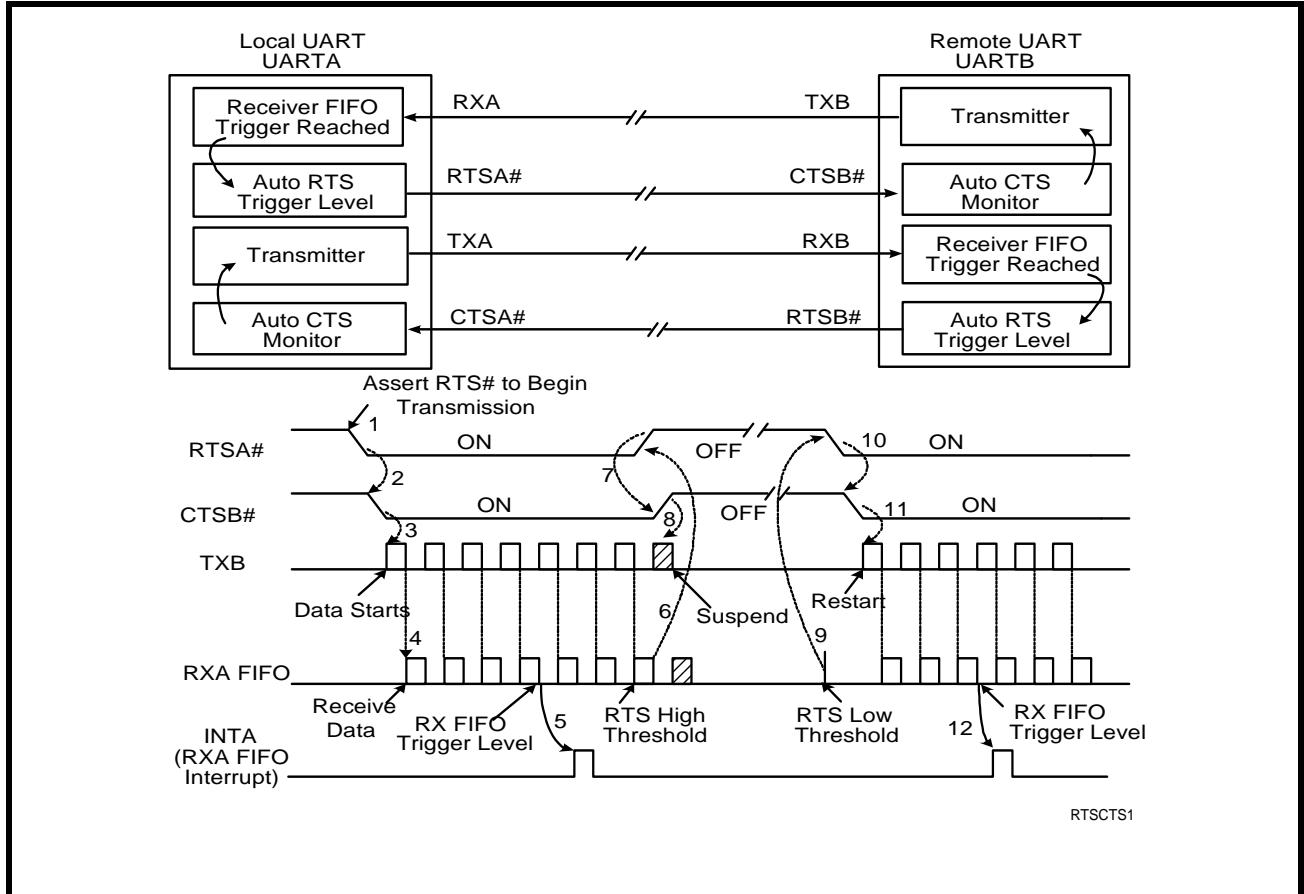 Local UART
UARTA
Remote UART
UARTB
Receiver FIFO
Trigger Reached
RXA
TXB
Transmitter
Auto RTS
Trigger Level
RTSA#
CTSB#
Auto CTS
Monitor
Transmitter
TXA
RXB
Receiver FIFO
Trigger Reached
Auto CTS
Monitor
CTSA#
RTSB#
Auto RTS
Trigger Level
Assert RTS# to Begin
Transmission
RTSA#
1
ON
7
OFF
10
ON
2
CTSB#
ON
8
OFF
11
ON
3
TXB
Data Starts
6
Suspend
Restart
4
9
RXA FIFO
Receive
Data
RX FIFO
Trigger Level
5
RTS High
Threshold
RTS Low
Threshold
12
RX FIFO
Trigger Level
INTA
(RXA FIFO
Interrupt)
RTSCTS1